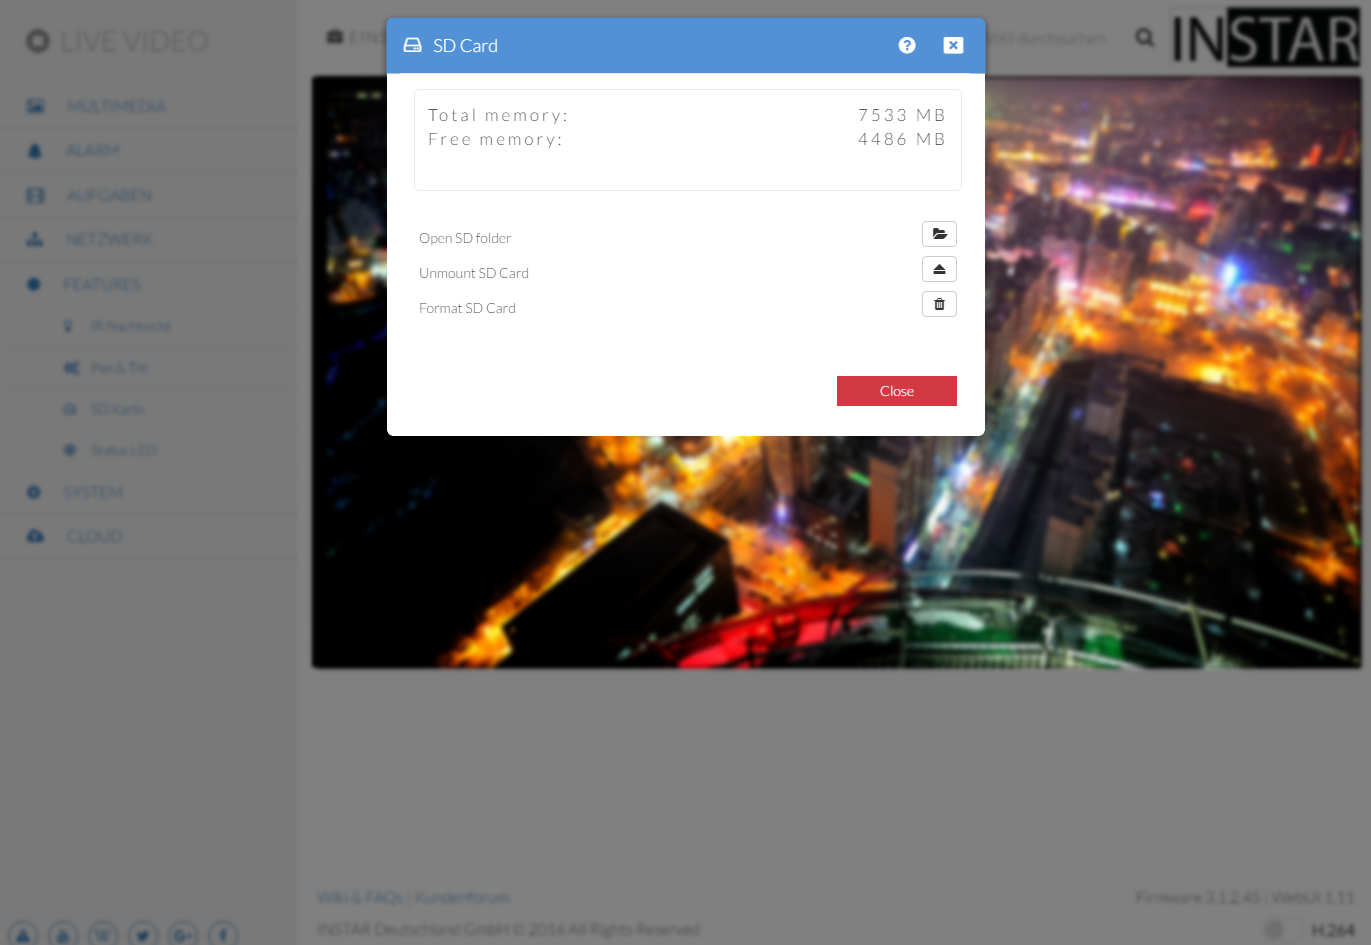 LIVE VIDEO
MULTIMEDIA
ALARM
AUFGABEN
NETZWERK
FEATURES
IR Nachtsicht
Pan & Tilt
SD Karte
Status LED
SYSTEM
CLOUD
durchsuchen
INSTAR
SD Card
Total memory: 7533 MB
Free memory: 4486 MB
Open SD folder
Unmount SD Card
Format SD Card
Close
Wiki & FAQs | Kundenforum
Firmware 3.1.2.45 | WebUI 1.11
INSTAR Deutschland GmbH © 2016 All Rights Reserved
H.264